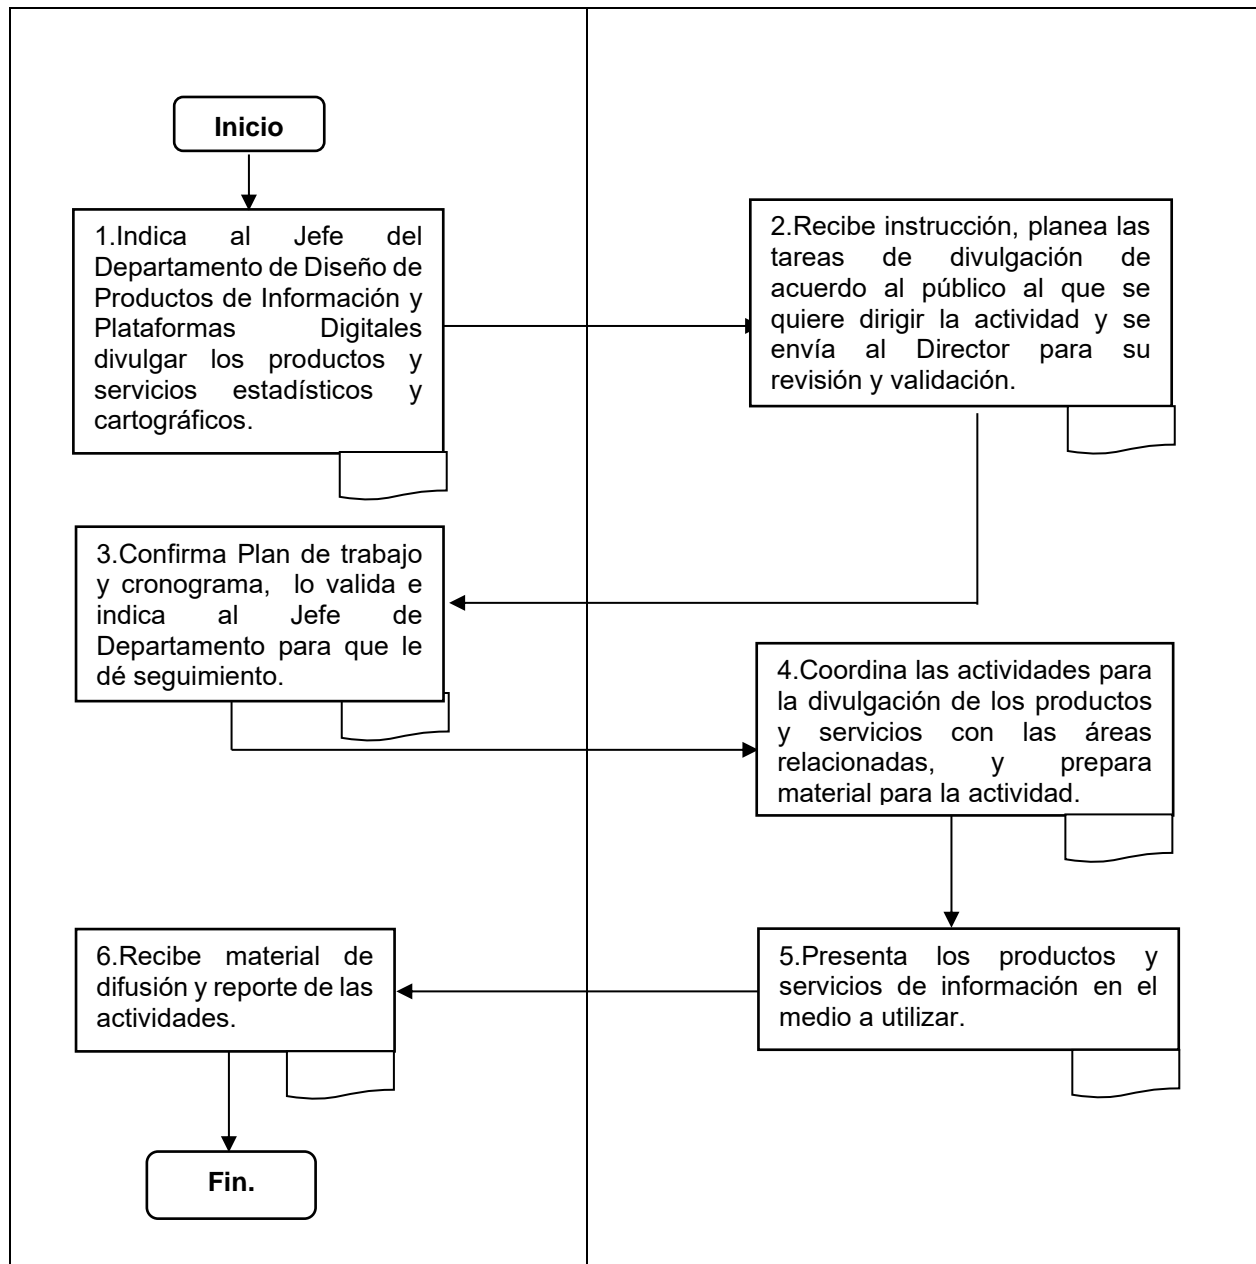 Inicio
1.Indica al Jefe del
Departamento de Diseño de
Productos de Información y
Plataformas Digitales
divulgar los productos y
servicios estadísticos y
cartográficos.
2.Recibe instrucción, planea las
tareas de divulgación de
acuerdo al público al que se
quiere dirigir la actividad y se
envía al Director para su
revisión y validación.
3.Confirma Plan de trabajo
y cronograma, lo valida e
indica al Jefe de
Departamento para que le
dé seguimiento.
4.Coordina las actividades para
la divulgación de los productos
y servicios con las áreas
relacionadas, y prepara
material para la actividad.
5.Presenta los productos y
servicios de información en el
medio a utilizar.
6.Recibe material de
difusión y reporte de las
actividades.
Fin.